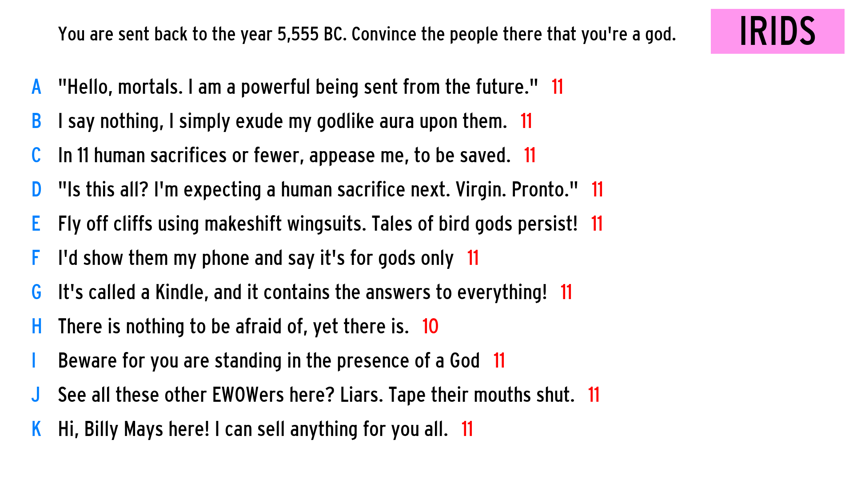 You are sent back to the year 5,555 BC. Convince the people there that you're a god.
IRIDS
A "Hello, mortals. I am a powerful being sent from the future." 11
B I say nothing, I simply exude my godlike aura upon them. 11
C In 11 human sacrifices or fewer, appease me, to be saved. 11
D "Is this all? I'm expecting a human sacrifice next. Virgin. Pronto." 11
E Fly off cliffs using makeshift wingsuits. Tales of bird gods persist! 11
F I'd show them my phone and say it's for gods only 11
G It's called a Kindle, and it contains the answers to everything! 11
H There is nothing to be afraid of, yet there is. 10
I Beware for you are standing in the presence of a God 11
J See all these other EWOWers here? Liars. Tape their mouths shut. 11
K Hi, Billy Mays here! I can sell anything for you all. 11